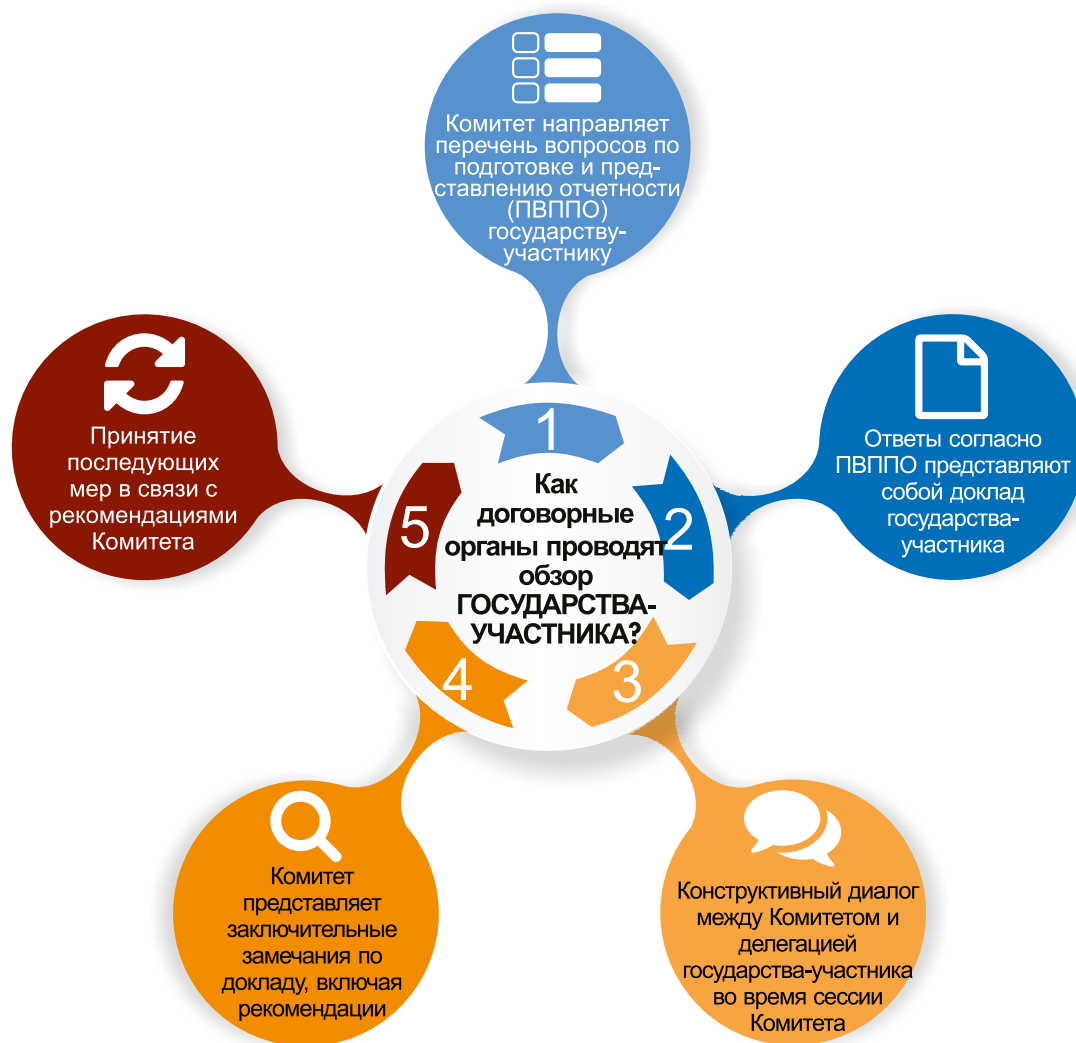 Комитет направляет
перечень вопросов по
подготовке и пред-
ставлению отчетности
(ПВППО)
государству-
участнику
1
Ответы согласно
ПВППО представляют
собой доклад
государства-
участника
2
Конструктивный диалог
между Комитетом и
делегацией
государства-участника
во время сессии
Комитета
3
Комитет
представляет
заключительные
замечания по
докладу, включая
рекомендации
4
Принятие
последующих
мер в связи с
рекомендациями
Комитета
5
Как
договорные
органы проводят
обзор
ГОСУДАРСТВА-
УЧАСТНИКА?